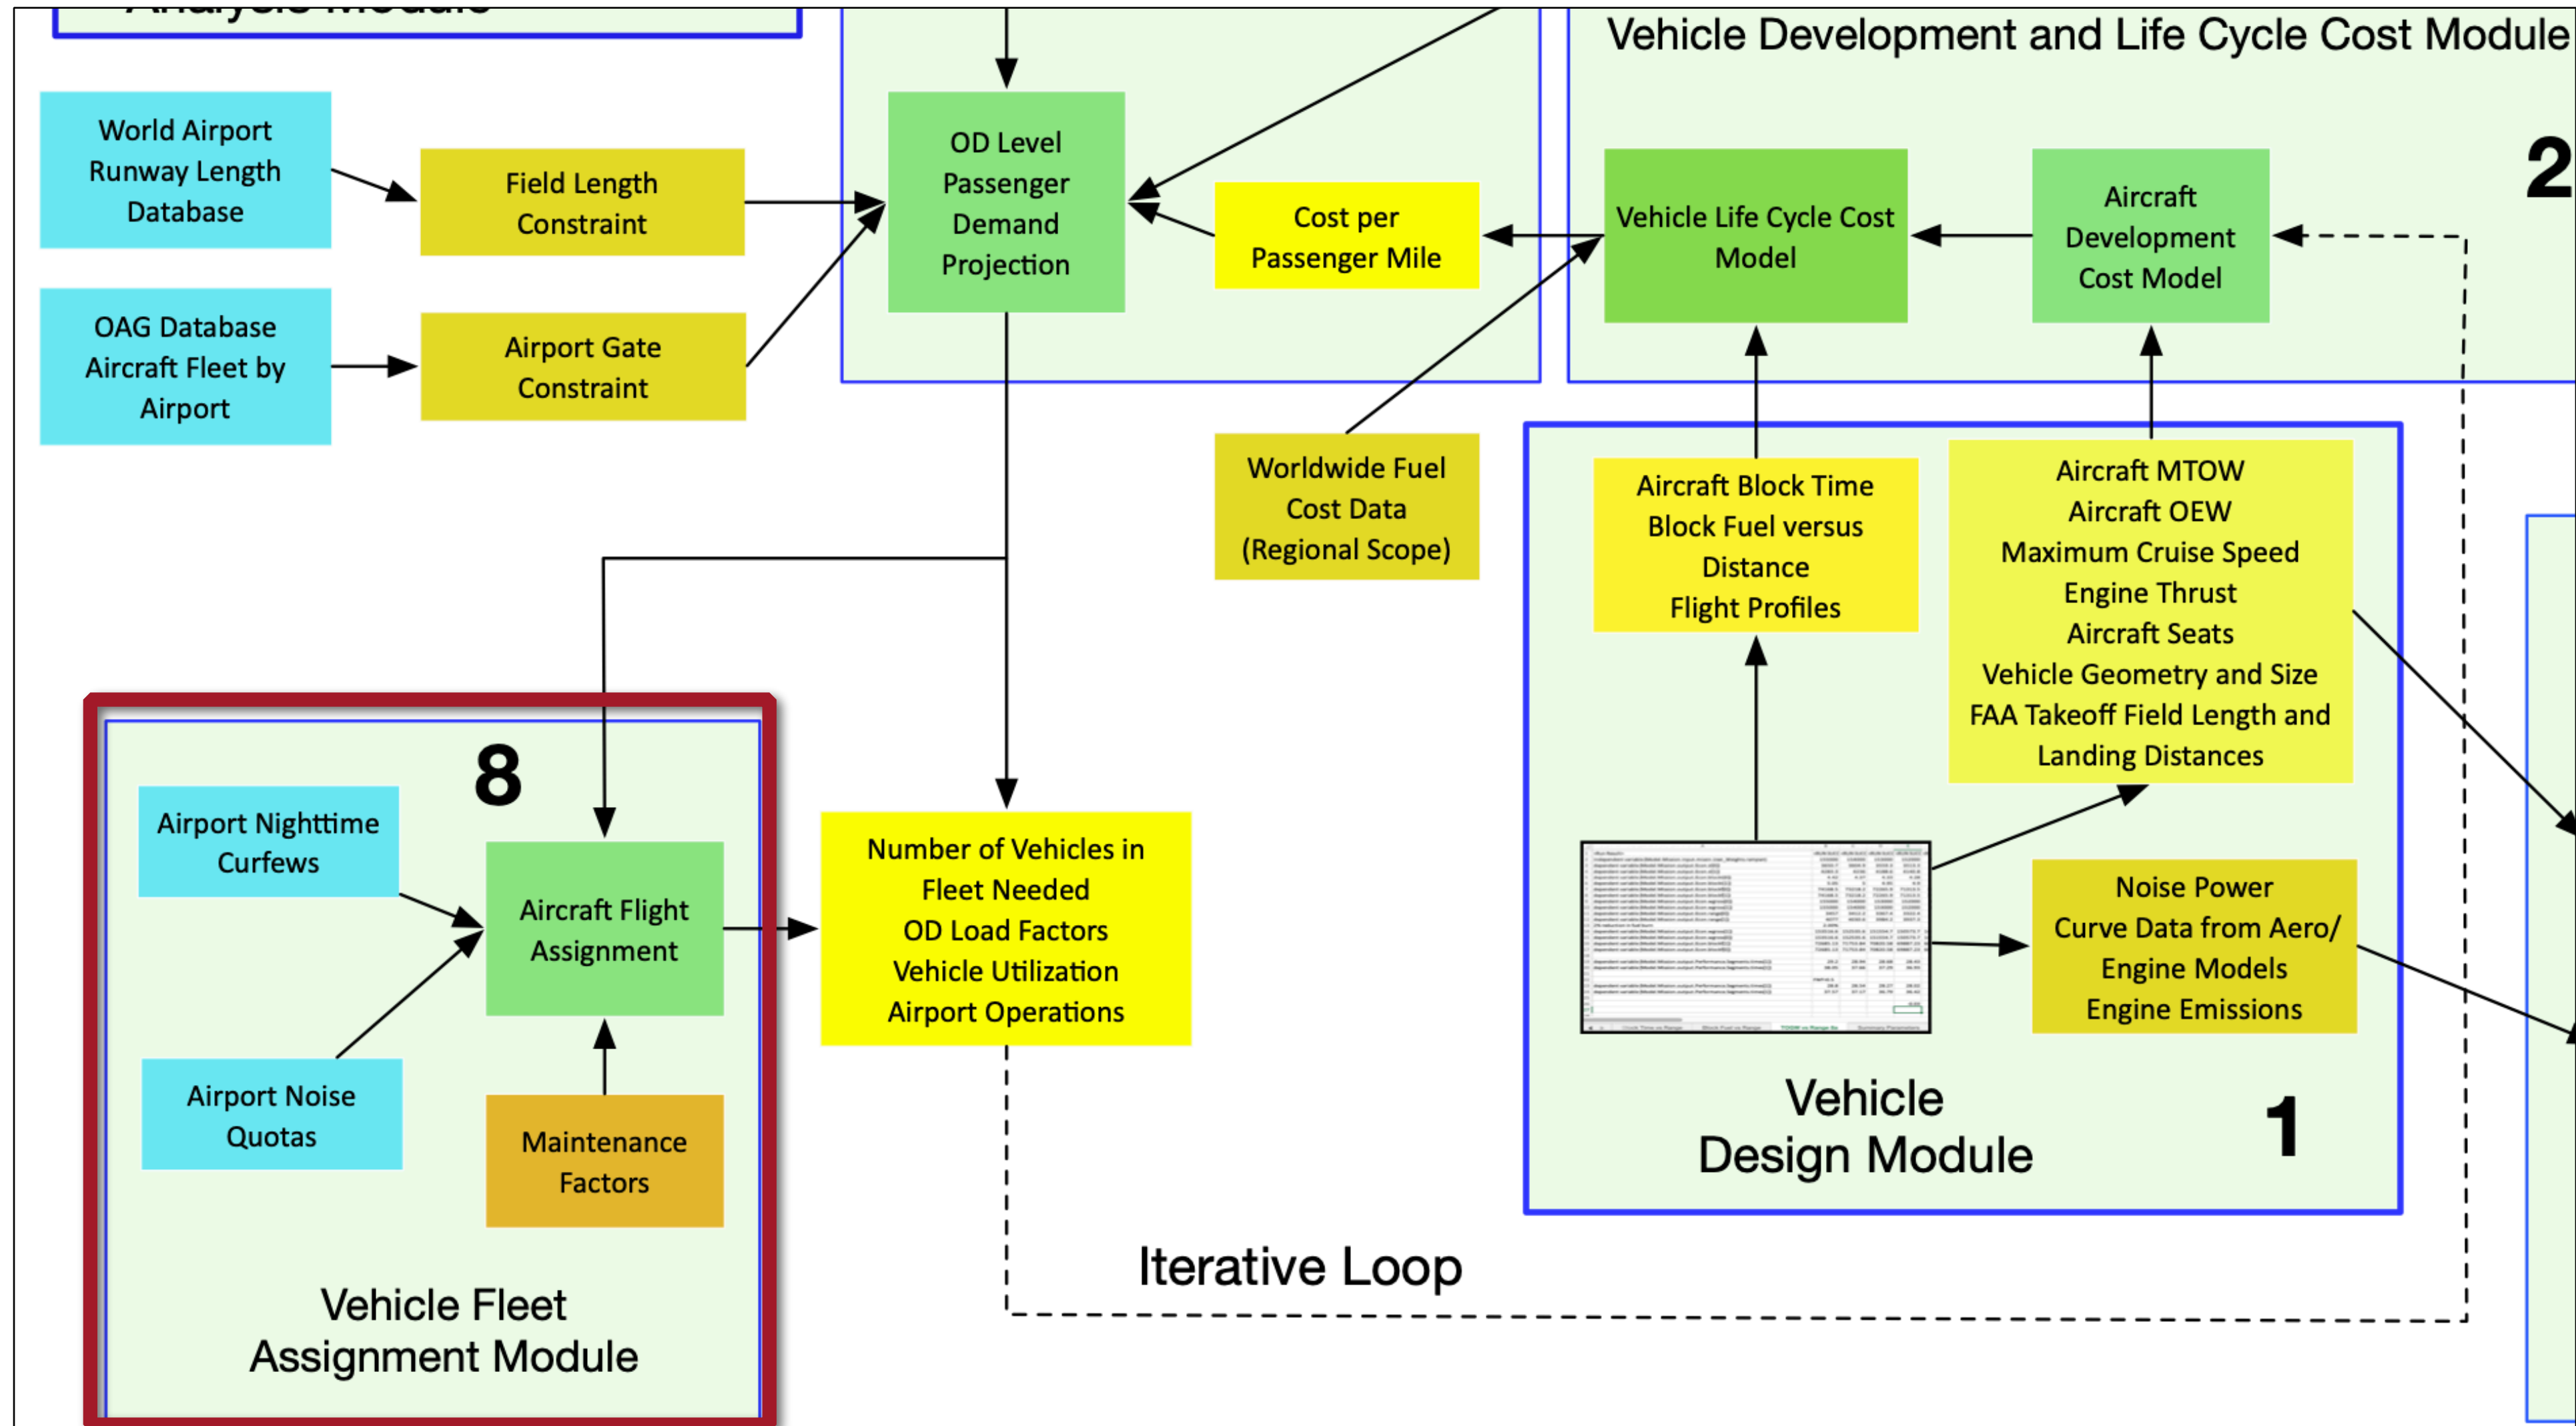 Analysis Module
Vehicle Development and Life Cycle Cost Module
World Airport
Runway Length
Database
Field Length
Constraint
OD Level
Passenger
Demand
Projection
Cost per
Passenger Mile
Vehicle Life Cycle Cost
Model
Aircraft
Development
Cost Model
2
OAG Database
Aircraft Fleet by
Airport
Airport Gate
Constraint
Worldwide Fuel
Cost Data
(Regional Scope)
Aircraft Block Time
Block Fuel versus
Distance
Flight Profiles
Aircraft MTOW
Aircraft OEW
Maximum Cruise Speed
Engine Thrust
Aircraft Seats
Vehicle Geometry and Size
FAA Takeoff Field Length and
Landing Distances
8
Airport Nighttime
Curfews
Aircraft Flight
Assignment
Airport Noise
Quotas
Maintenance
Factors
Vehicle Fleet
Assignment Module
Number of Vehicles in
Fleet Needed
OD Load Factors
Vehicle Utilization
Airport Operations
Noise Power
Curve Data from Aero/
Engine Models
Engine Emissions
Vehicle
Design Module
1
Iterative Loop